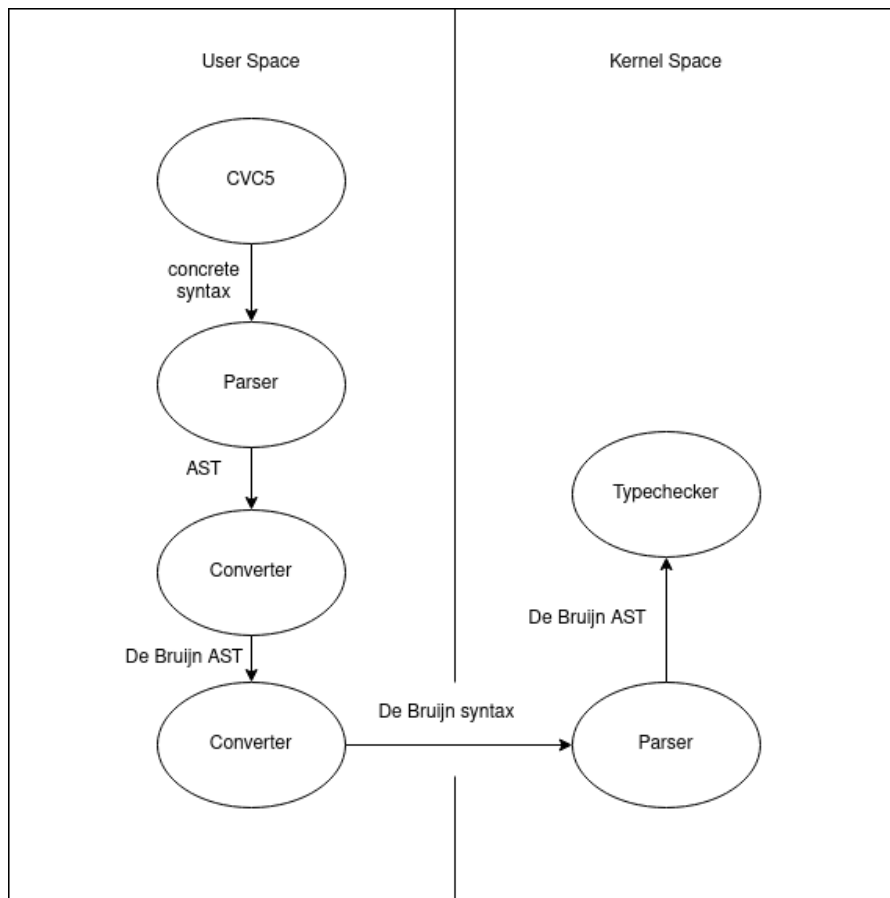 User Space
Kernel Space
CVC5
concrete
syntax
Parser
AST
Converter
De Bruijn AST
Converter
De Bruijn syntax
Parser
De Bruijn AST
Typechecker